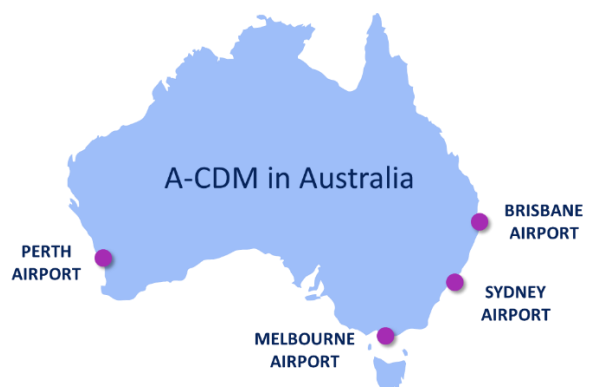 A-CDM in Australia
BRISBANE
AIRPORT
PERTH
AIRPORT
SYDNEY
AIRPORT
MELBOURNE
AIRPORT